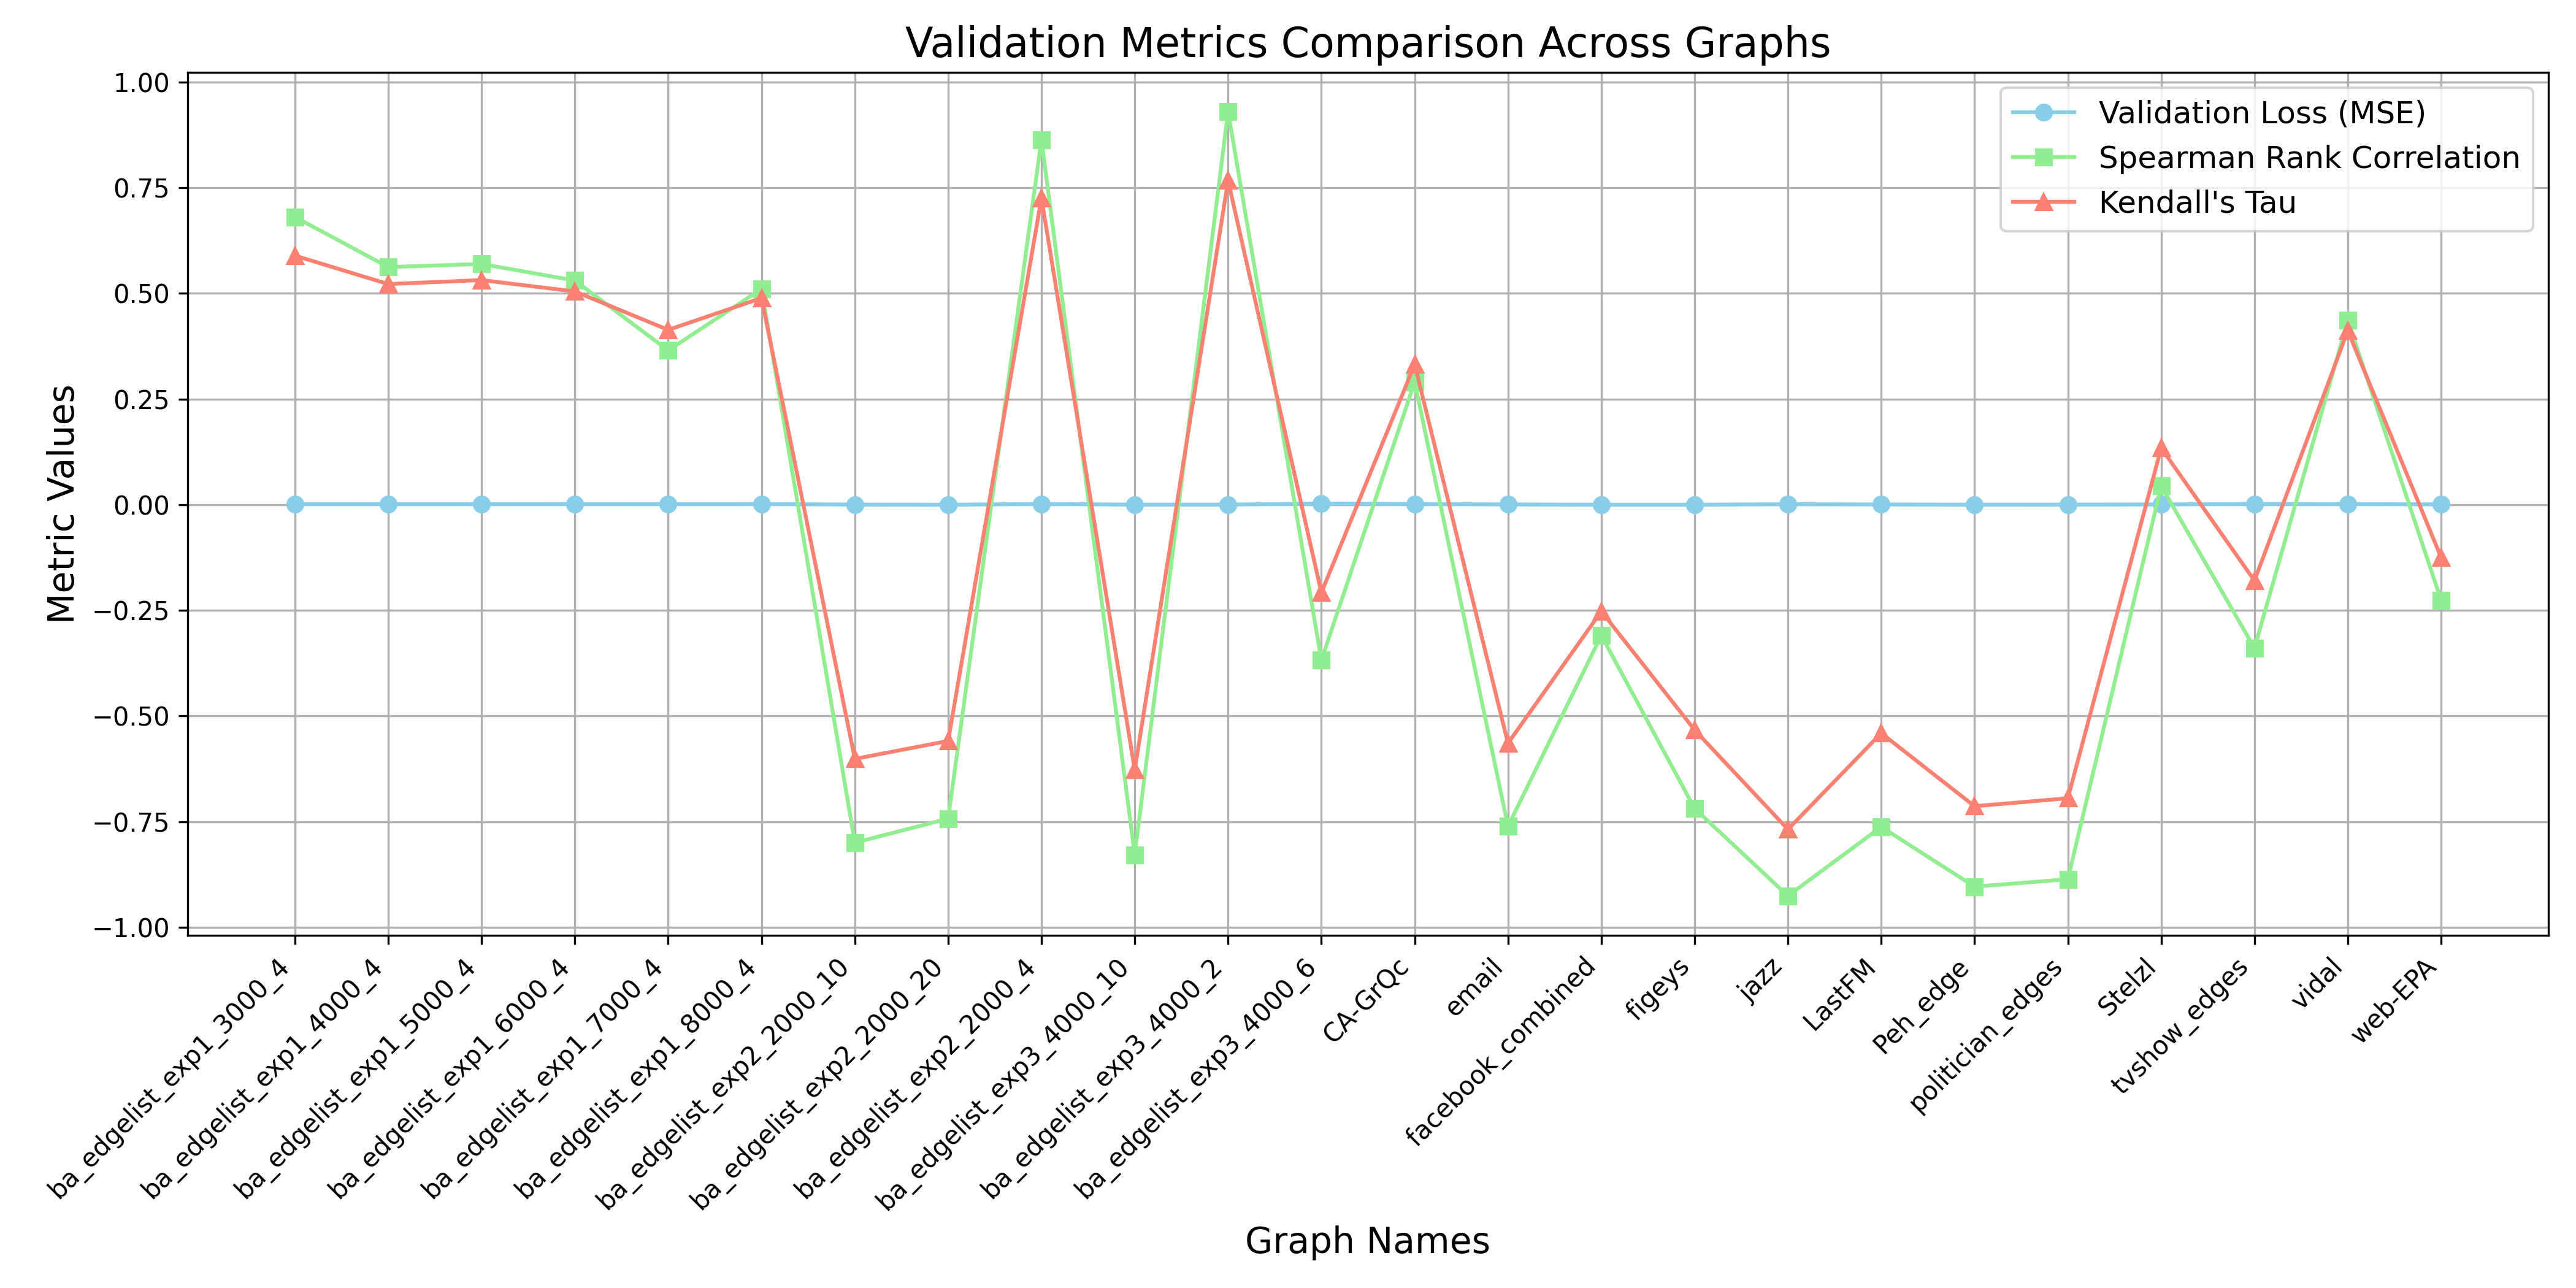 Validation Metrics Comparison Across Graphs
Validation Loss (MSE)
Spearman Rank Correlation
Kendall's Tau
Metric Values
1.00
0.75
0.50
0.25
0.00
−0.25
−0.50
−0.75
−1.00
ba_edgelist_exp1_3000_4
ba_edgelist_exp1_4000_4
ba_edgelist_exp1_5000_4
ba_edgelist_exp1_6000_4
ba_edgelist_exp1_7000_4
ba_edgelist_exp1_8000_4
ba_edgelist_exp2_2000_10
ba_edgelist_exp2_2000_20
ba_edgelist_exp2_2000_4
ba_edgelist_exp3_4000_10
ba_edgelist_exp3_4000_2
ba_edgelist_exp3_4000_6
CA-GrQc
email
facebook_combined
figeys
jazz
LastFM
Peh_edge
politician_edges
Stelzl
tvshow_edges
vidal
web-EPA
Graph Names